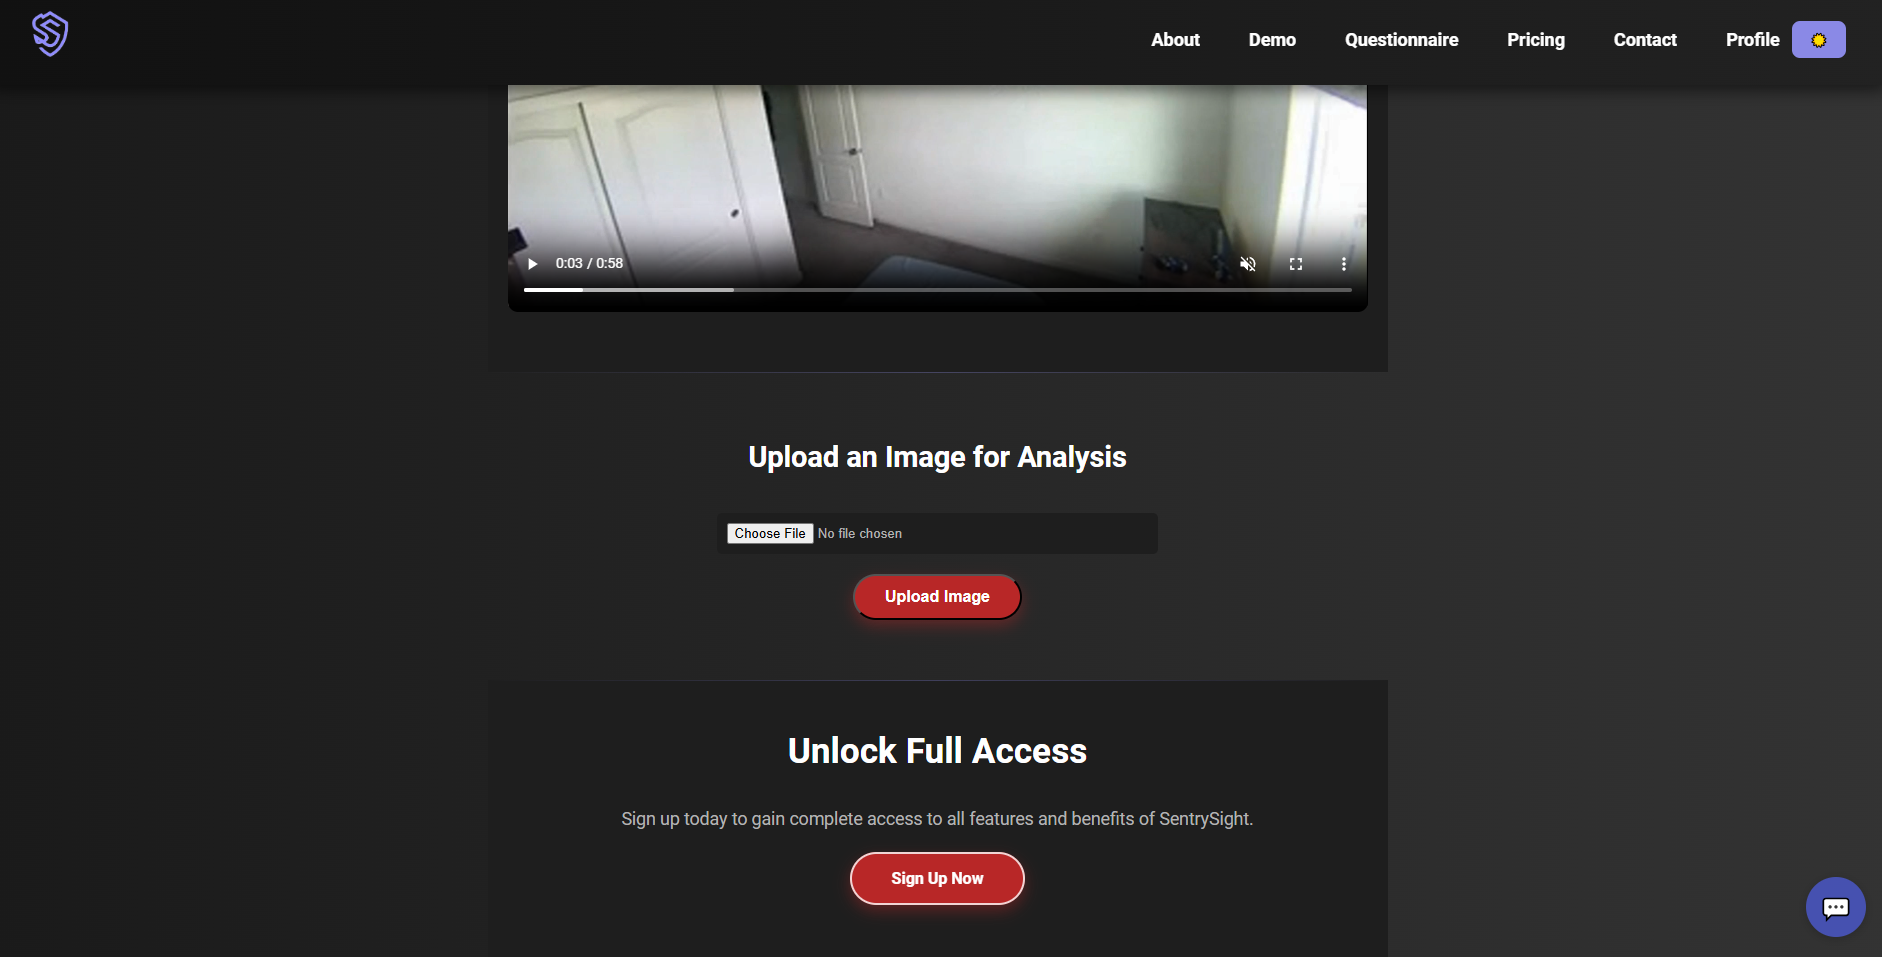 About Demo Questionnaire Pricing Contact Profile
0:03 / 0:58
Upload an Image for Analysis
Choose File No file chosen
Upload Image
Unlock Full Access
Sign up today to gain complete access to all features and benefits of SentrySight.
Sign Up Now